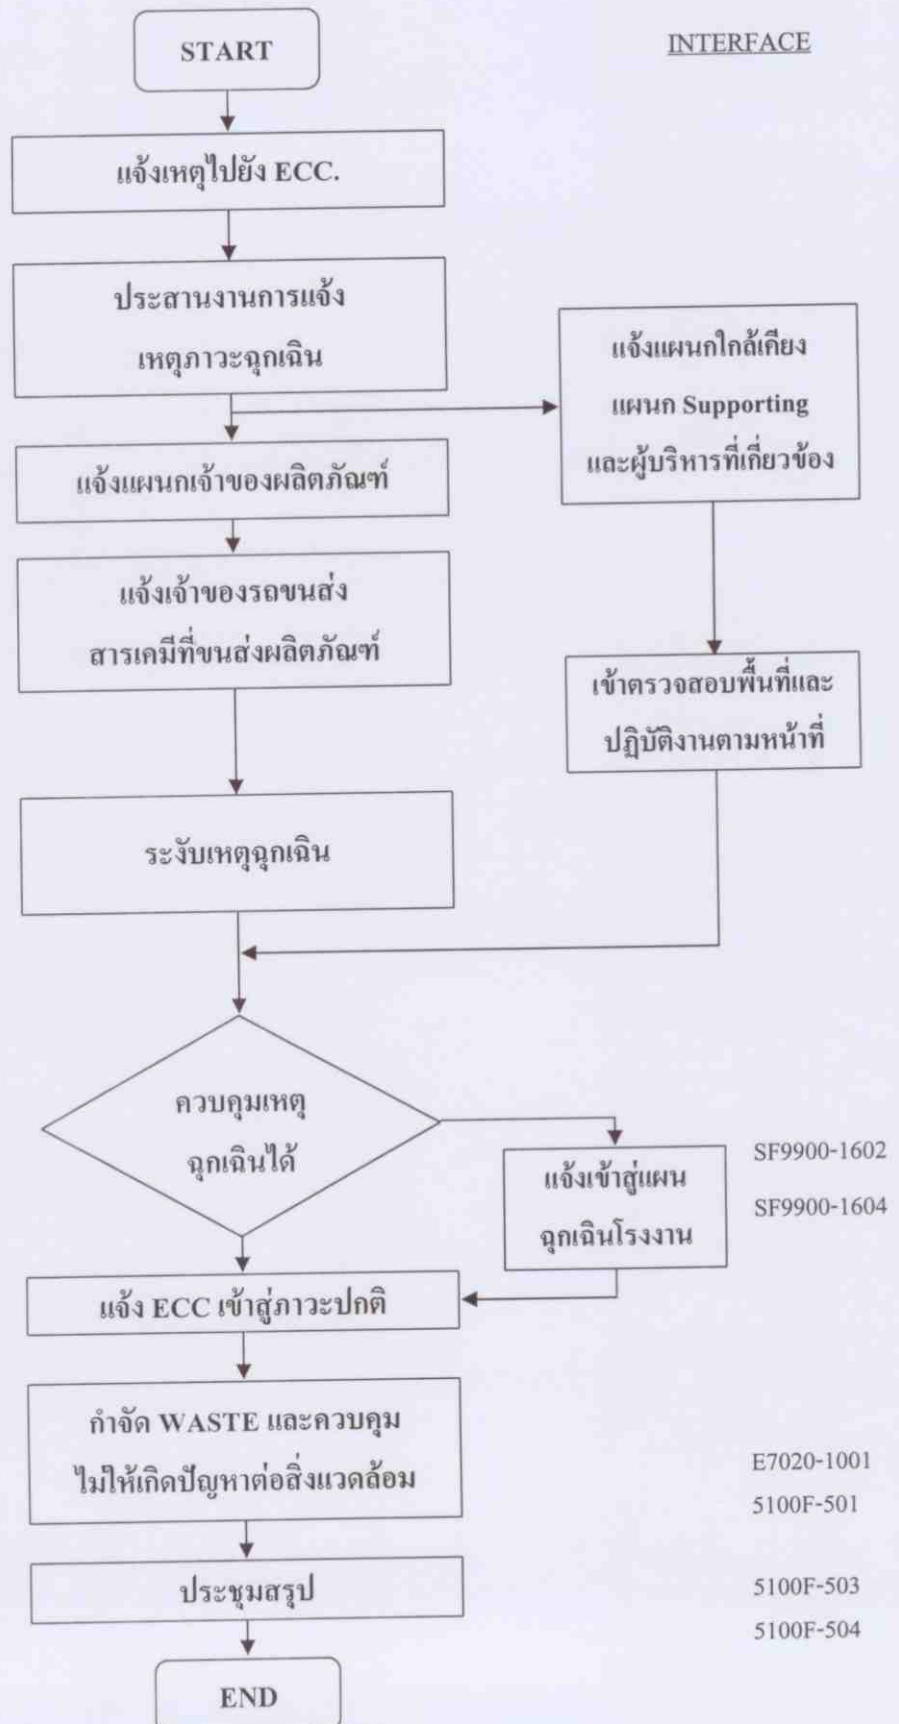 START
INTERFACE
แจ้งเหตุไปยัง ECC.
ประสานงานการแจ้ง
เหตุภาวะฉุกเฉิน
แจ้งแผนกใกล้เคียง
แผนก Supporting
และผู้บริหารที่เกี่ยวข้อง
แจ้งแผนกเจ้าของผลิตภัณฑ์
แจ้งเจ้าของรถขนส่ง
สารเคมีที่ขนส่งผลิตภัณฑ์
เข้าตรวจสอบพื้นที่และ
ปฏิบัติงานตามหน้าที่
ระงับเหตุฉุกเฉิน
ควบคุมเหตุ
ฉุกเฉินได้
แจ้งเข้าสู่แผน
ฉุกเฉินโรงงาน
SF9900-1602
SF9900-1604
แจ้ง ECC เข้าสู่ภาวะปกติ
กำจัด WASTE และควบคุม
ไม่ให้เกิดปัญหาต่อสิ่งแวดล้อม
E7020-1001
5100F-501
ประชุมสรุป
5100F-503
5100F-504
END